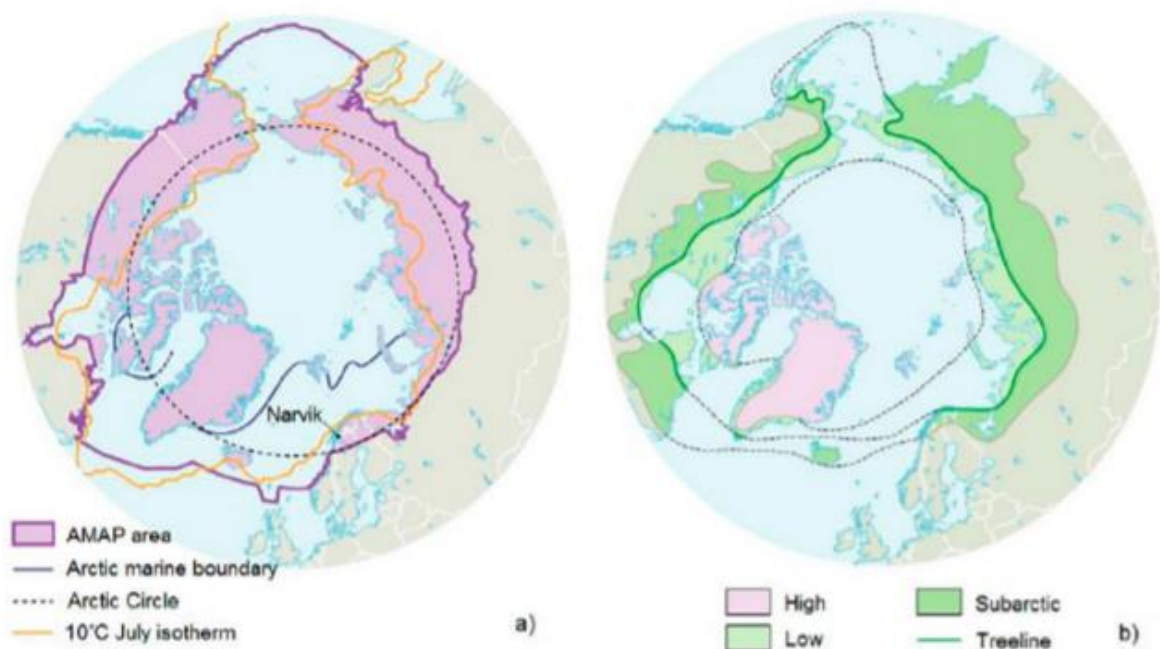 Narvik
AMAP area
Arctic marine boundary
Arctic Circle
10°C July isotherm
a)
High
Low
Subarctic
Treeline
b)